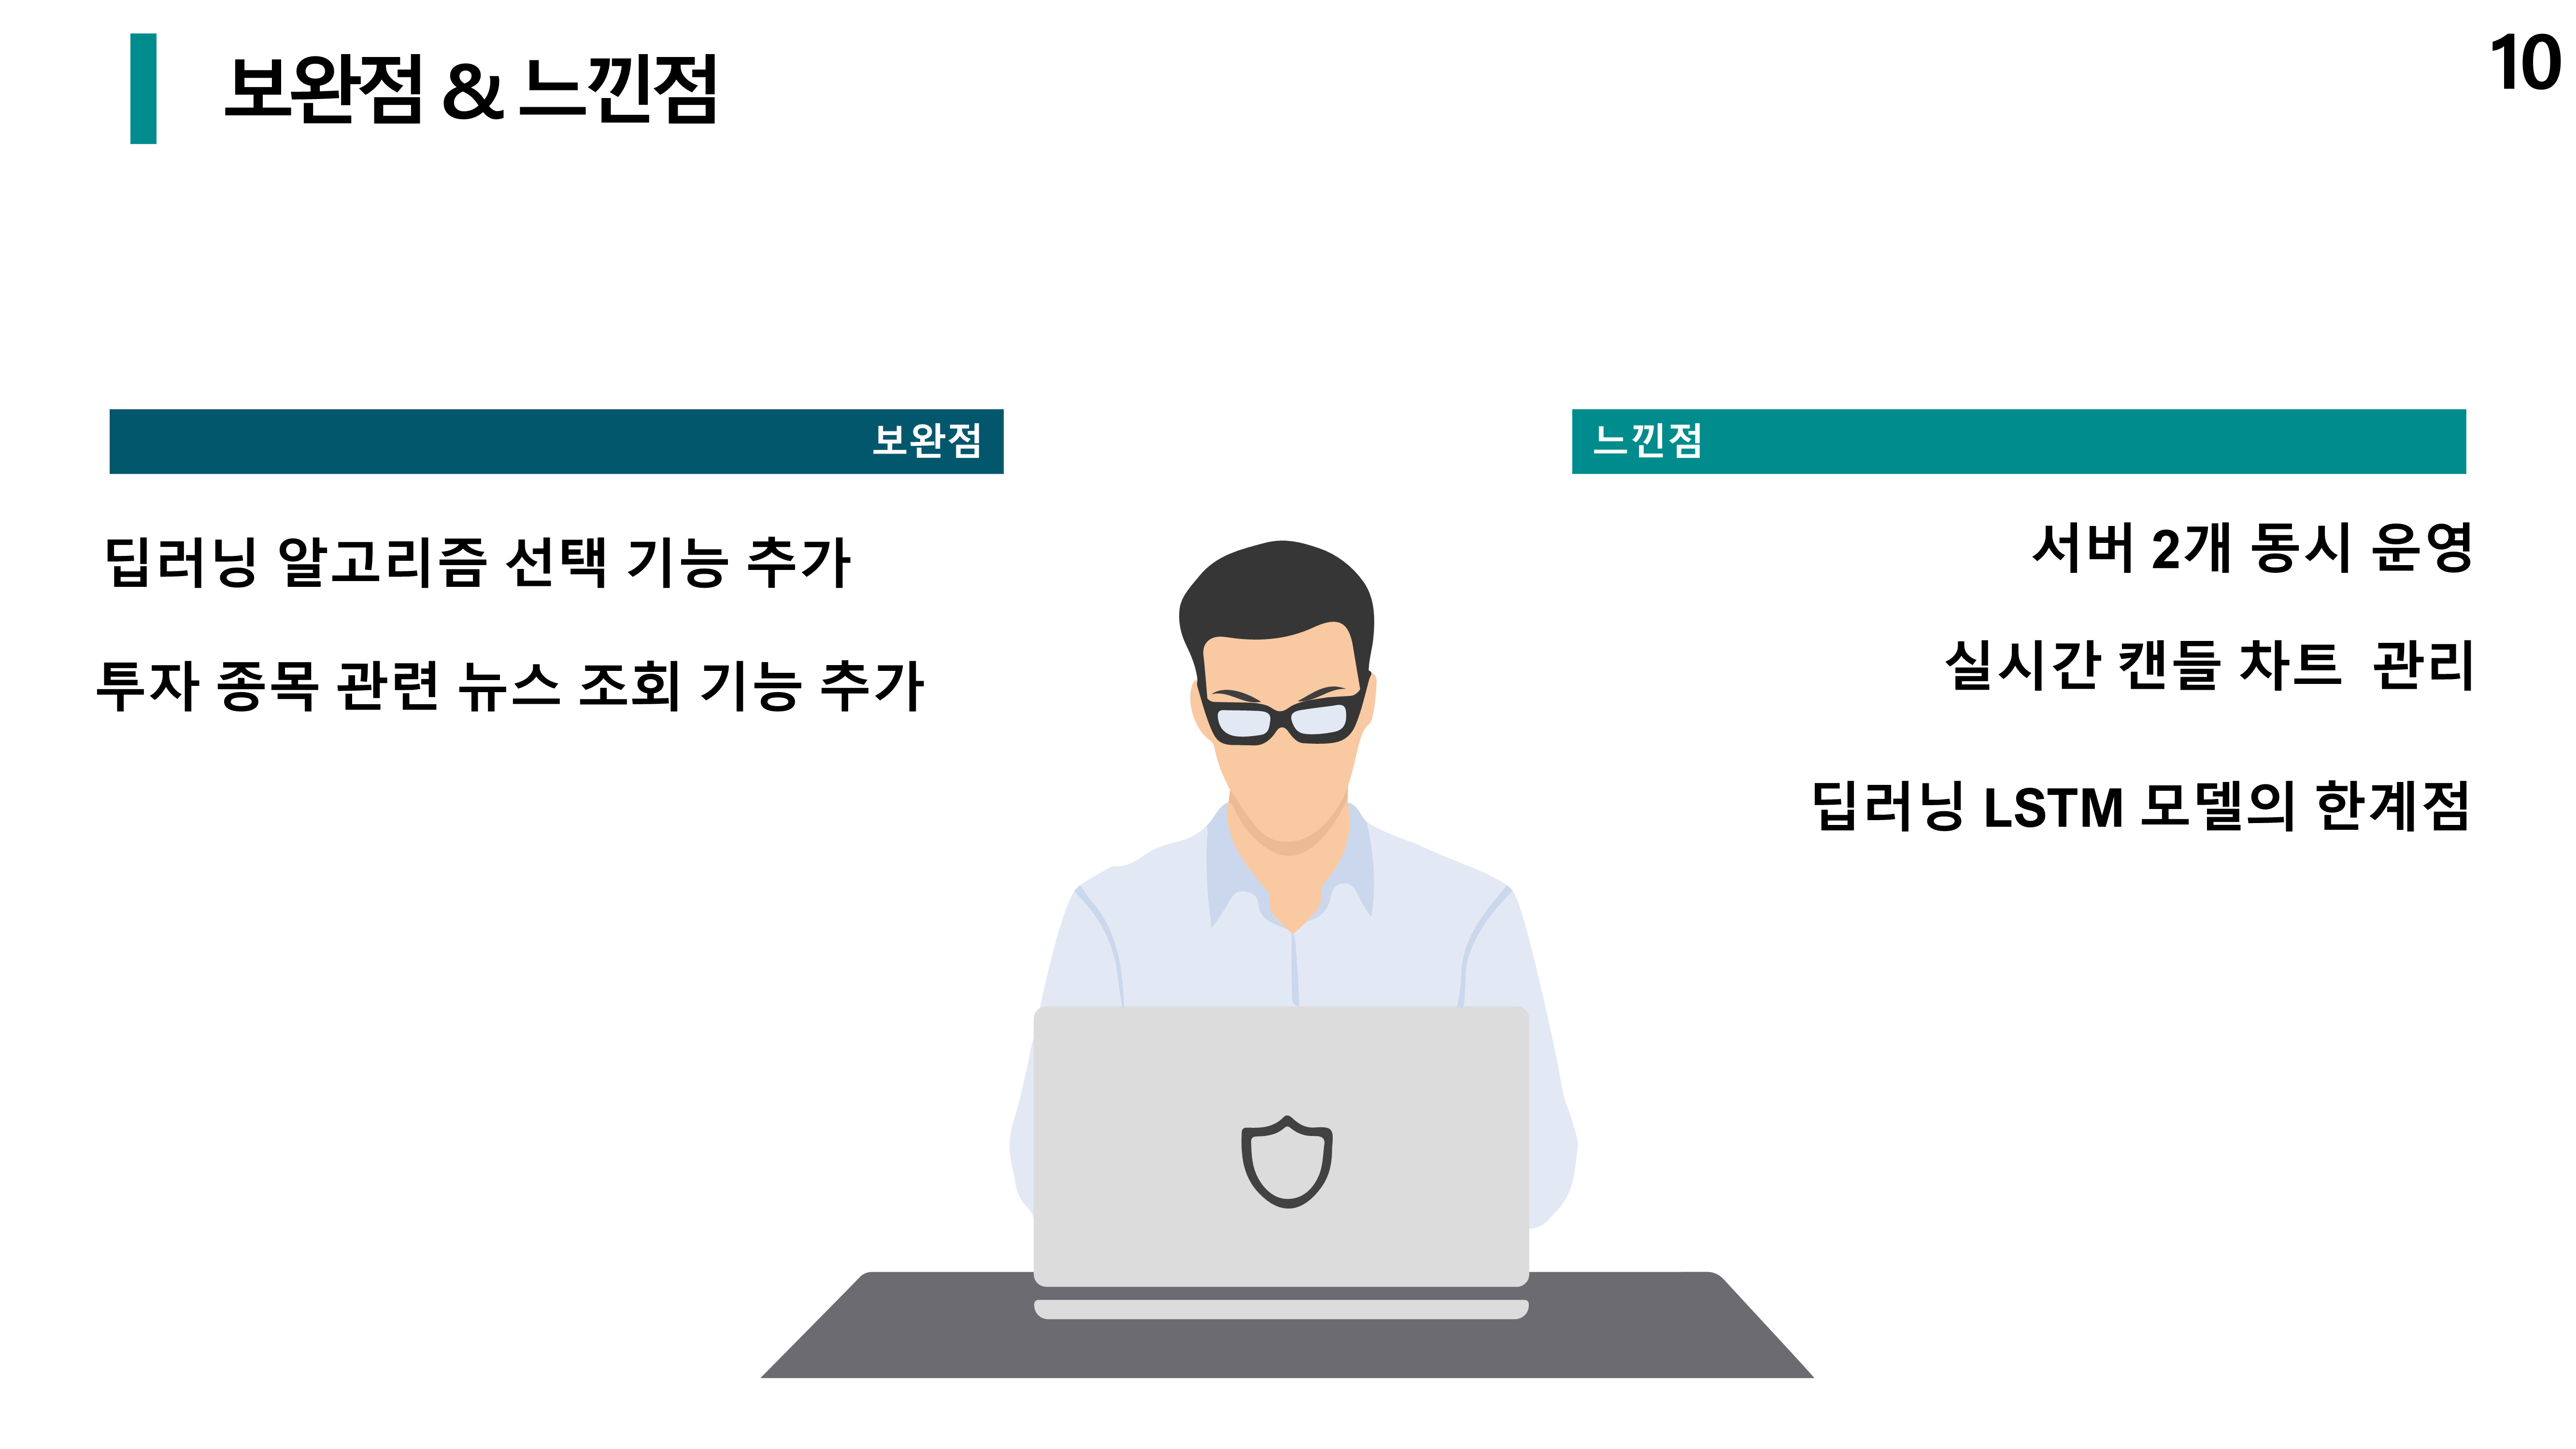 보완점 & 느낀점
10
보완점
딥러닝 알고리즘 선택 기능 추가
투자 종목 관련 뉴스 조회 기능 추가
느낀점
서버 2개 동시 운영
실시간 캔들 차트 관리
딥러닝 LSTM 모델의 한계점